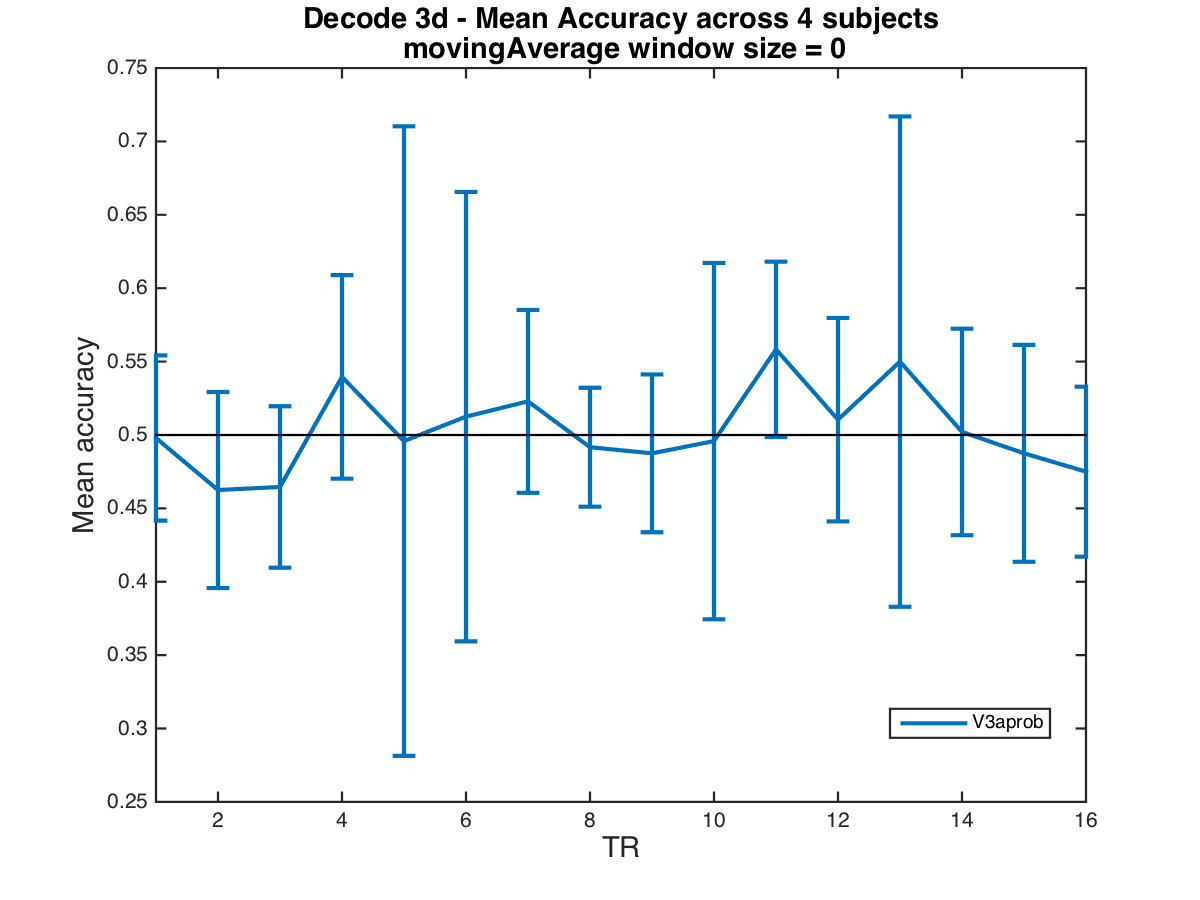 Decode 3d - Mean Accuracy across 4 subjects
movingAverage window size = 0
0.75
0.7
0.65
0.6
0.55
0.5
0.45
0.4
0.35
0.3
0.25
Mean accuracy
V3aprob
2 4 6 8 10 12 14 16
TR